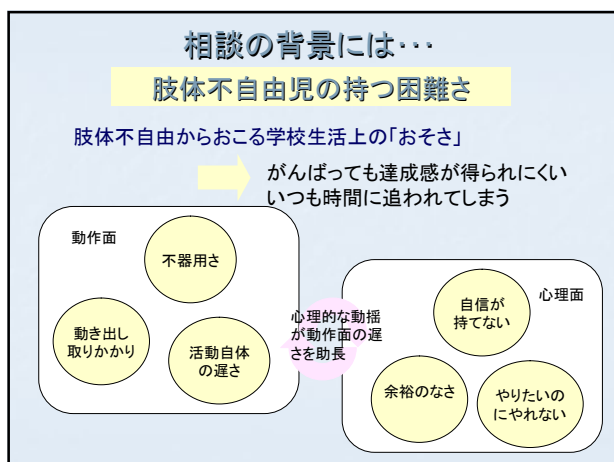 相談の背景には・・・
肢体不自由児の持つ困難さ
肢体不自由からおこる学校生活上の「おそさ」
がんばっても達成感が得られにくい
いつも時間に追われてしまう
動作面
不器用さ
動き出し
取りかかり
活動自体
の遅さ
心理的な動揺
が動作面の遅
さを助長
心理面
自信が
持てない
余裕のなさ
やりたいの
にやれない